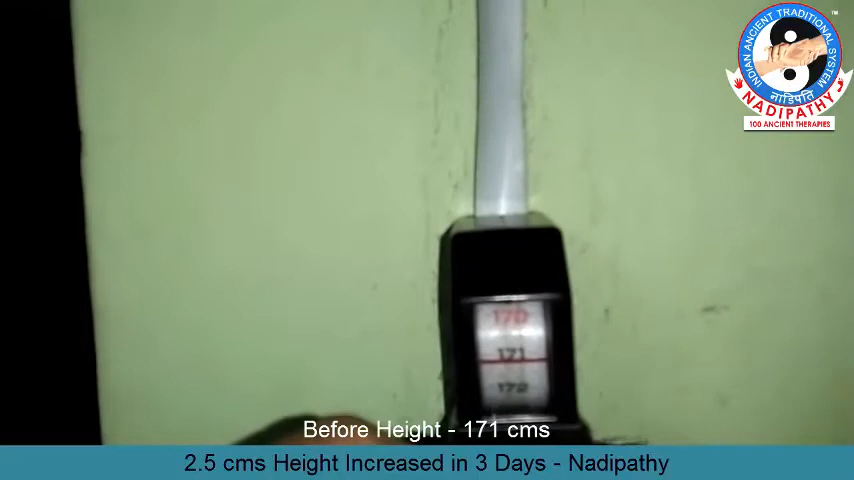 INDIAN ANCIENT TRADITIONAL SYSTEM
™
नाडिपति
NADIPATHY
100 ANCIENT THERAPIES
170
171
172
Before Height - 171 cms
2.5 cms Height Increased in 3 Days - Nadipathy